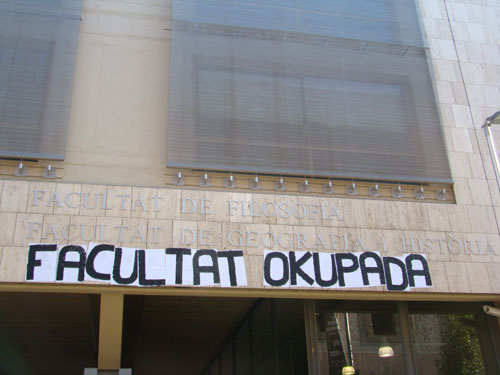 FACULTAT DE FILOSOFIA
FACULTAT DE GEOGRAFIA I HISTÒRIA
FACULTAT OKUPADA